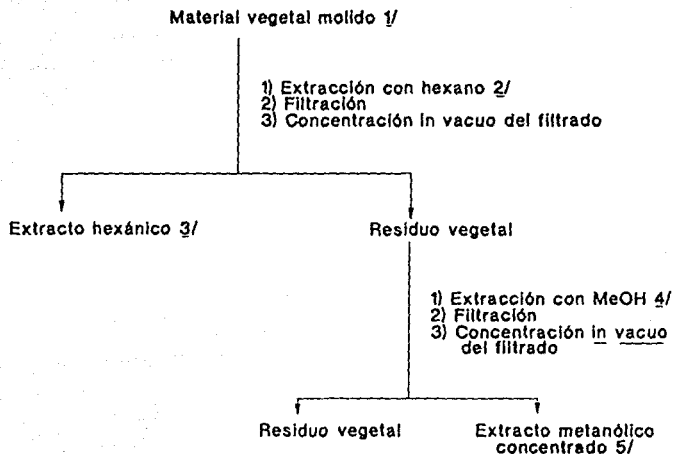 Material vegetal molido 1/
1) Extracción con hexano 2/
2) Filtración
3) Concentración in vacuo del filtrado
Extracto hexánico 3/
Residuo vegetal
1) Extracción con MeOH 4/
2) Filtración
3) Concentración in vacuo
del filtrado
Residuo vegetal
Extracto metanólico
concentrado 5/